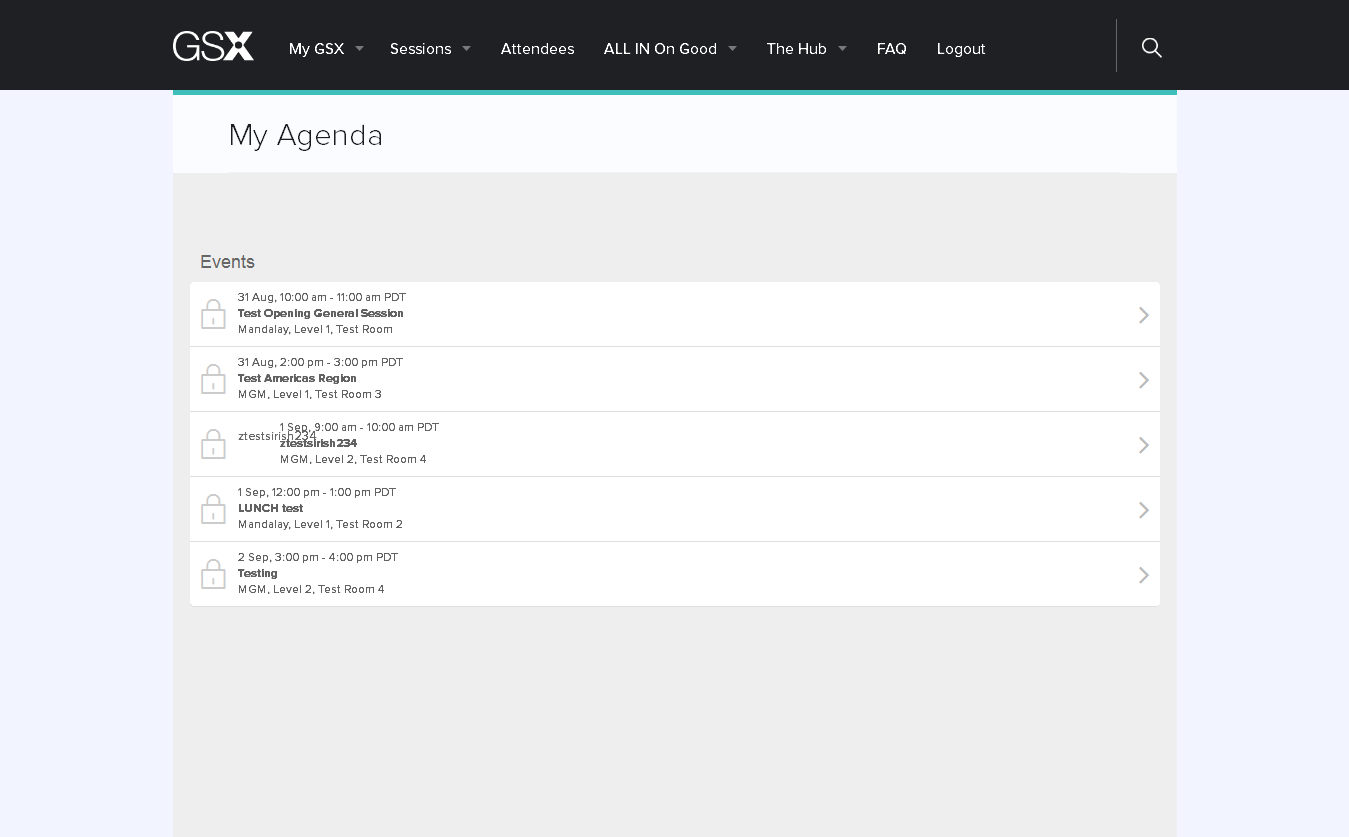 GSX My GSX Sessions Attendees ALL IN On Good The Hub FAQ Logout
My Agenda
Events
31 Aug, 10:00 am - 11:00 am PDT
Test Opening General Session
Mandalay, Level 1, Test Room
31 Aug, 2:00 pm - 3:00 pm PDT
Test Americas Region
MGM, Level 1, Test Room 3
ztestsirish234
1 Sep, 9:00 am - 10:00 am PDT
ztestsirish234
MGM, Level 2, Test Room 4
1 Sep, 12:00 pm - 1:00 pm PDT
LUNCH test
Mandalay, Level 1, Test Room 2
2 Sep, 3:00 pm - 4:00 pm PDT
Testing
MGM, Level 2, Test Room 4